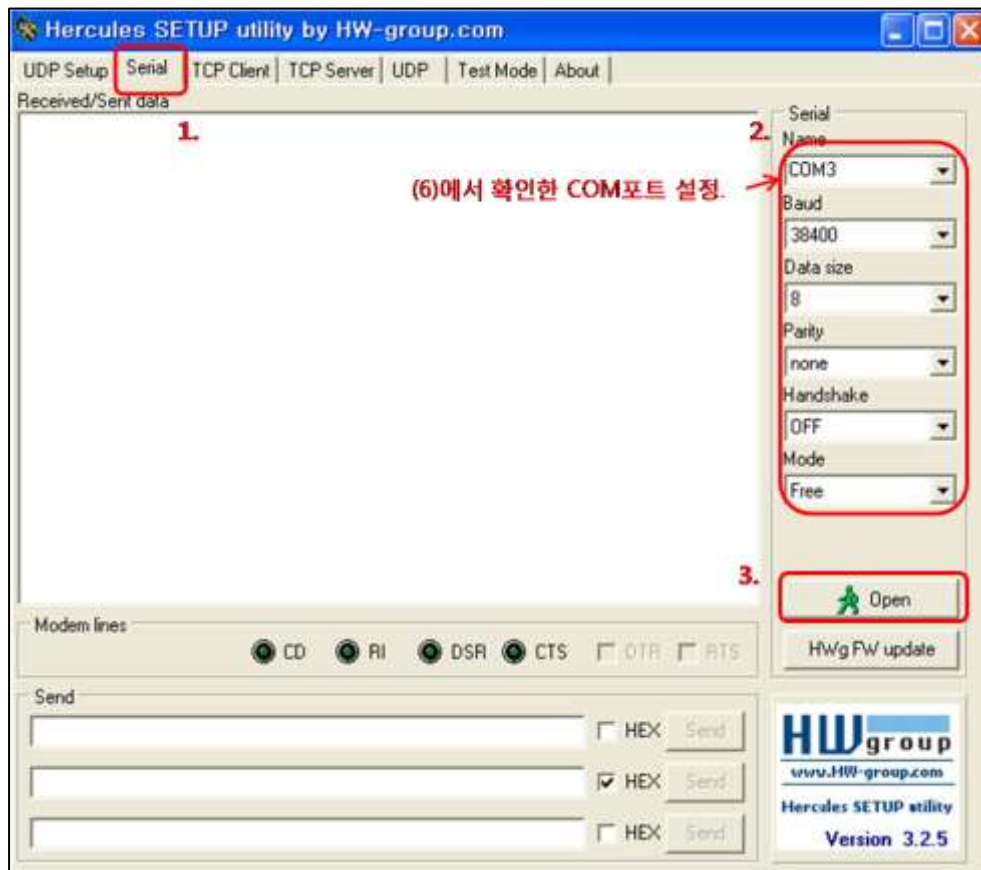 Hercules SETUP utility by HW-group.com
UDP Setup Serial TCP Client TCP Server UDP Test Mode About
Received/Sent data
1.
2.
Serial
Name
COM3
(6)에서 확인한 COM포트 설정.
Baud
38400
Data size
8
Parity
none
Handshake
OFF
Mode
Free
3.
Open
HWg FW update
Modem lines
CD RI DSR CTS DTR RTS
Send
HEX Send
HEX Send
HEX Send
HW group
www.HW-group.com
Hercules SETUP utility
Version 3.2.5